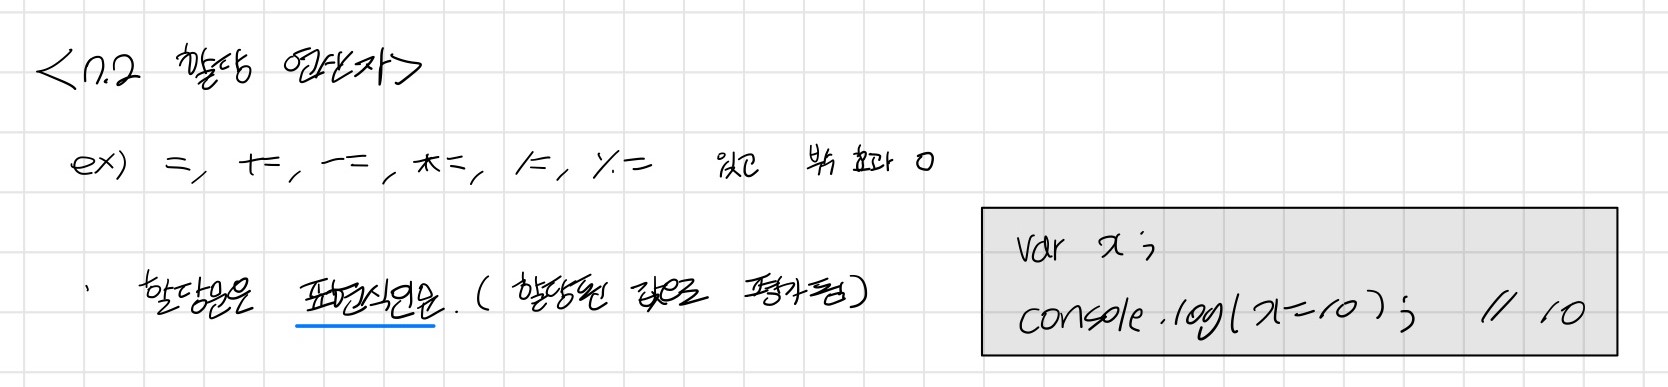 <7.2 할당 연산자>
ex) =, +=, -=, *=, /=, %= 있고 부수 효과 O
· 할당문은 표현식인문. ( 할당된 값으로 평가됨)
var x ;
console.log( x=10 ) ; // 10